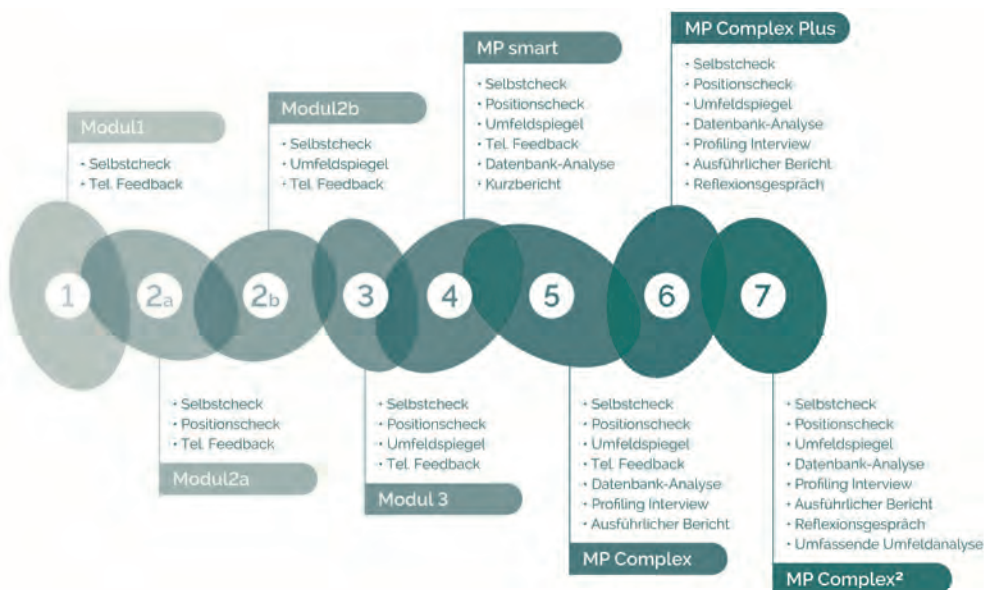 Modul1
• Selbstcheck
• Tel. Feedback
Modul2b
• Selbstcheck
• Umfeldspiegel
• Tel. Feedback
MP smart
• Selbstcheck
• Positionscheck
• Umfeldspiegel
• Tel. Feedback
• Datenbank-Analyse
• Kurzbericht
MP Complex Plus
• Selbstcheck
• Positionscheck
• Umfeldspiegel
• Datenbank-Analyse
• Profiling Interview
• Ausführlicher Bericht
• Reflexionsgespräch
1
2a
2b
3
4
5
6
7
• Selbstcheck
• Positionscheck
• Tel. Feedback
Modul2a
• Selbstcheck
• Positionscheck
• Umfeldspiegel
• Tel. Feedback
Modul 3
• Selbstcheck
• Positionscheck
• Umfeldspiegel
• Tel. Feedback
• Datenbank-Analyse
• Profiling Interview
• Ausführlicher Bericht
MP Complex
• Selbstcheck
• Positionscheck
• Umfeldspiegel
• Datenbank-Analyse
• Profiling Interview
• Ausführlicher Bericht
• Reflexionsgespräch
• Umfassende Umfeldanalyse
MP Complex²